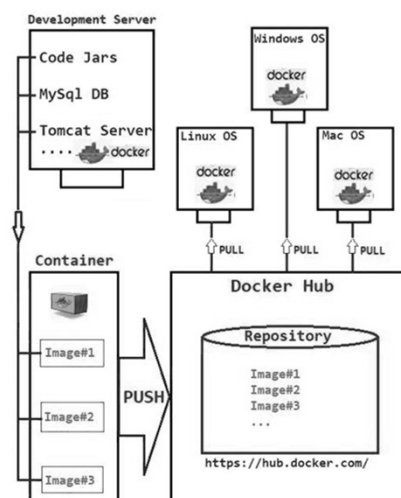 Development Server
Code Jars
MySql DB
Tomcat Server
.... docker
Windows OS
docker
Linux OS
docker
Mac OS
docker
PULL
PULL
PULL
Container
Image#1
Image#2
Image#3
PUSH
Docker Hub
Repository
Image#1
Image#2
Image#3
...
https://hub.docker.com/